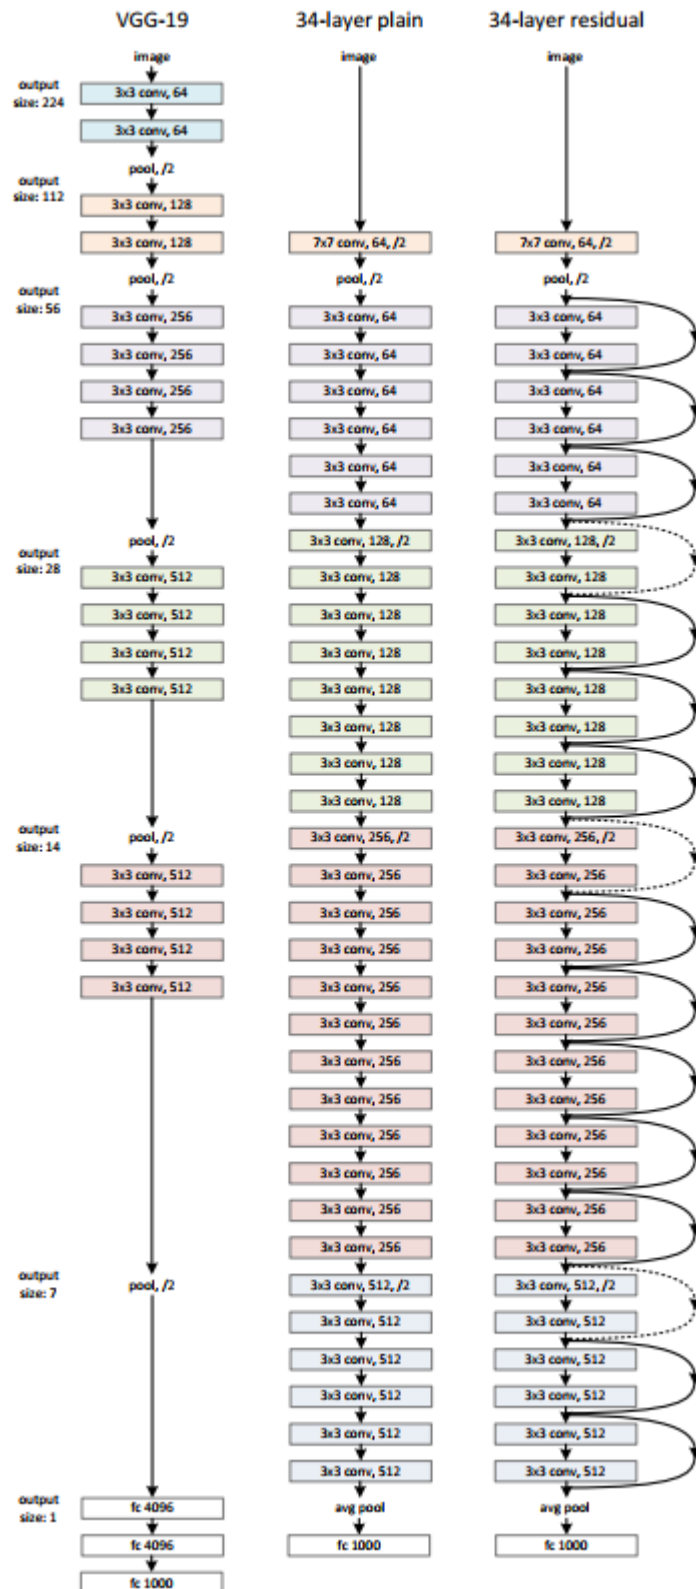 VGG-19
image
output
size: 224
3x3 conv, 64
3x3 conv, 64
pool, /2
output
size: 112
3x3 conv, 128
3x3 conv, 128
pool, /2
output
size: 56
3x3 conv, 256
3x3 conv, 256
3x3 conv, 256
3x3 conv, 256
pool, /2
output
size: 28
3x3 conv, 512
3x3 conv, 512
3x3 conv, 512
3x3 conv, 512
output
size: 14
pool, /2
3x3 conv, 512
3x3 conv, 512
3x3 conv, 512
3x3 conv, 512
output
size: 7
pool, /2
output
size: 1
fc 4096
fc 4096
fc 1000
34-layer plain
image
7x7 conv, 64, /2
pool, /2
3x3 conv, 64
3x3 conv, 64
3x3 conv, 64
3x3 conv, 64
3x3 conv, 64
3x3 conv, 64
3x3 conv, 128, /2
3x3 conv, 128
3x3 conv, 128
3x3 conv, 128
3x3 conv, 128
3x3 conv, 128
3x3 conv, 128
3x3 conv, 128
3x3 conv, 256, /2
3x3 conv, 256
3x3 conv, 256
3x3 conv, 256
3x3 conv, 256
3x3 conv, 256
3x3 conv, 256
3x3 conv, 256
3x3 conv, 256
3x3 conv, 256
3x3 conv, 256
3x3 conv, 256
3x3 conv, 512, /2
3x3 conv, 512
3x3 conv, 512
3x3 conv, 512
3x3 conv, 512
3x3 conv, 512
avg pool
fc 1000
34-layer residual
image
7x7 conv, 64, /2
pool, /2
3x3 conv, 64
3x3 conv, 64
3x3 conv, 64
3x3 conv, 64
3x3 conv, 64
3x3 conv, 64
3x3 conv, 128, /2
3x3 conv, 128
3x3 conv, 128
3x3 conv, 128
3x3 conv, 128
3x3 conv, 128
3x3 conv, 128
3x3 conv, 128
3x3 conv, 256, /2
3x3 conv, 256
3x3 conv, 256
3x3 conv, 256
3x3 conv, 256
3x3 conv, 256
3x3 conv, 256
3x3 conv, 256
3x3 conv, 256
3x3 conv, 256
3x3 conv, 256
3x3 conv, 256
3x3 conv, 512, /2
3x3 conv, 512
3x3 conv, 512
3x3 conv, 512
3x3 conv, 512
3x3 conv, 512
avg pool
fc 1000